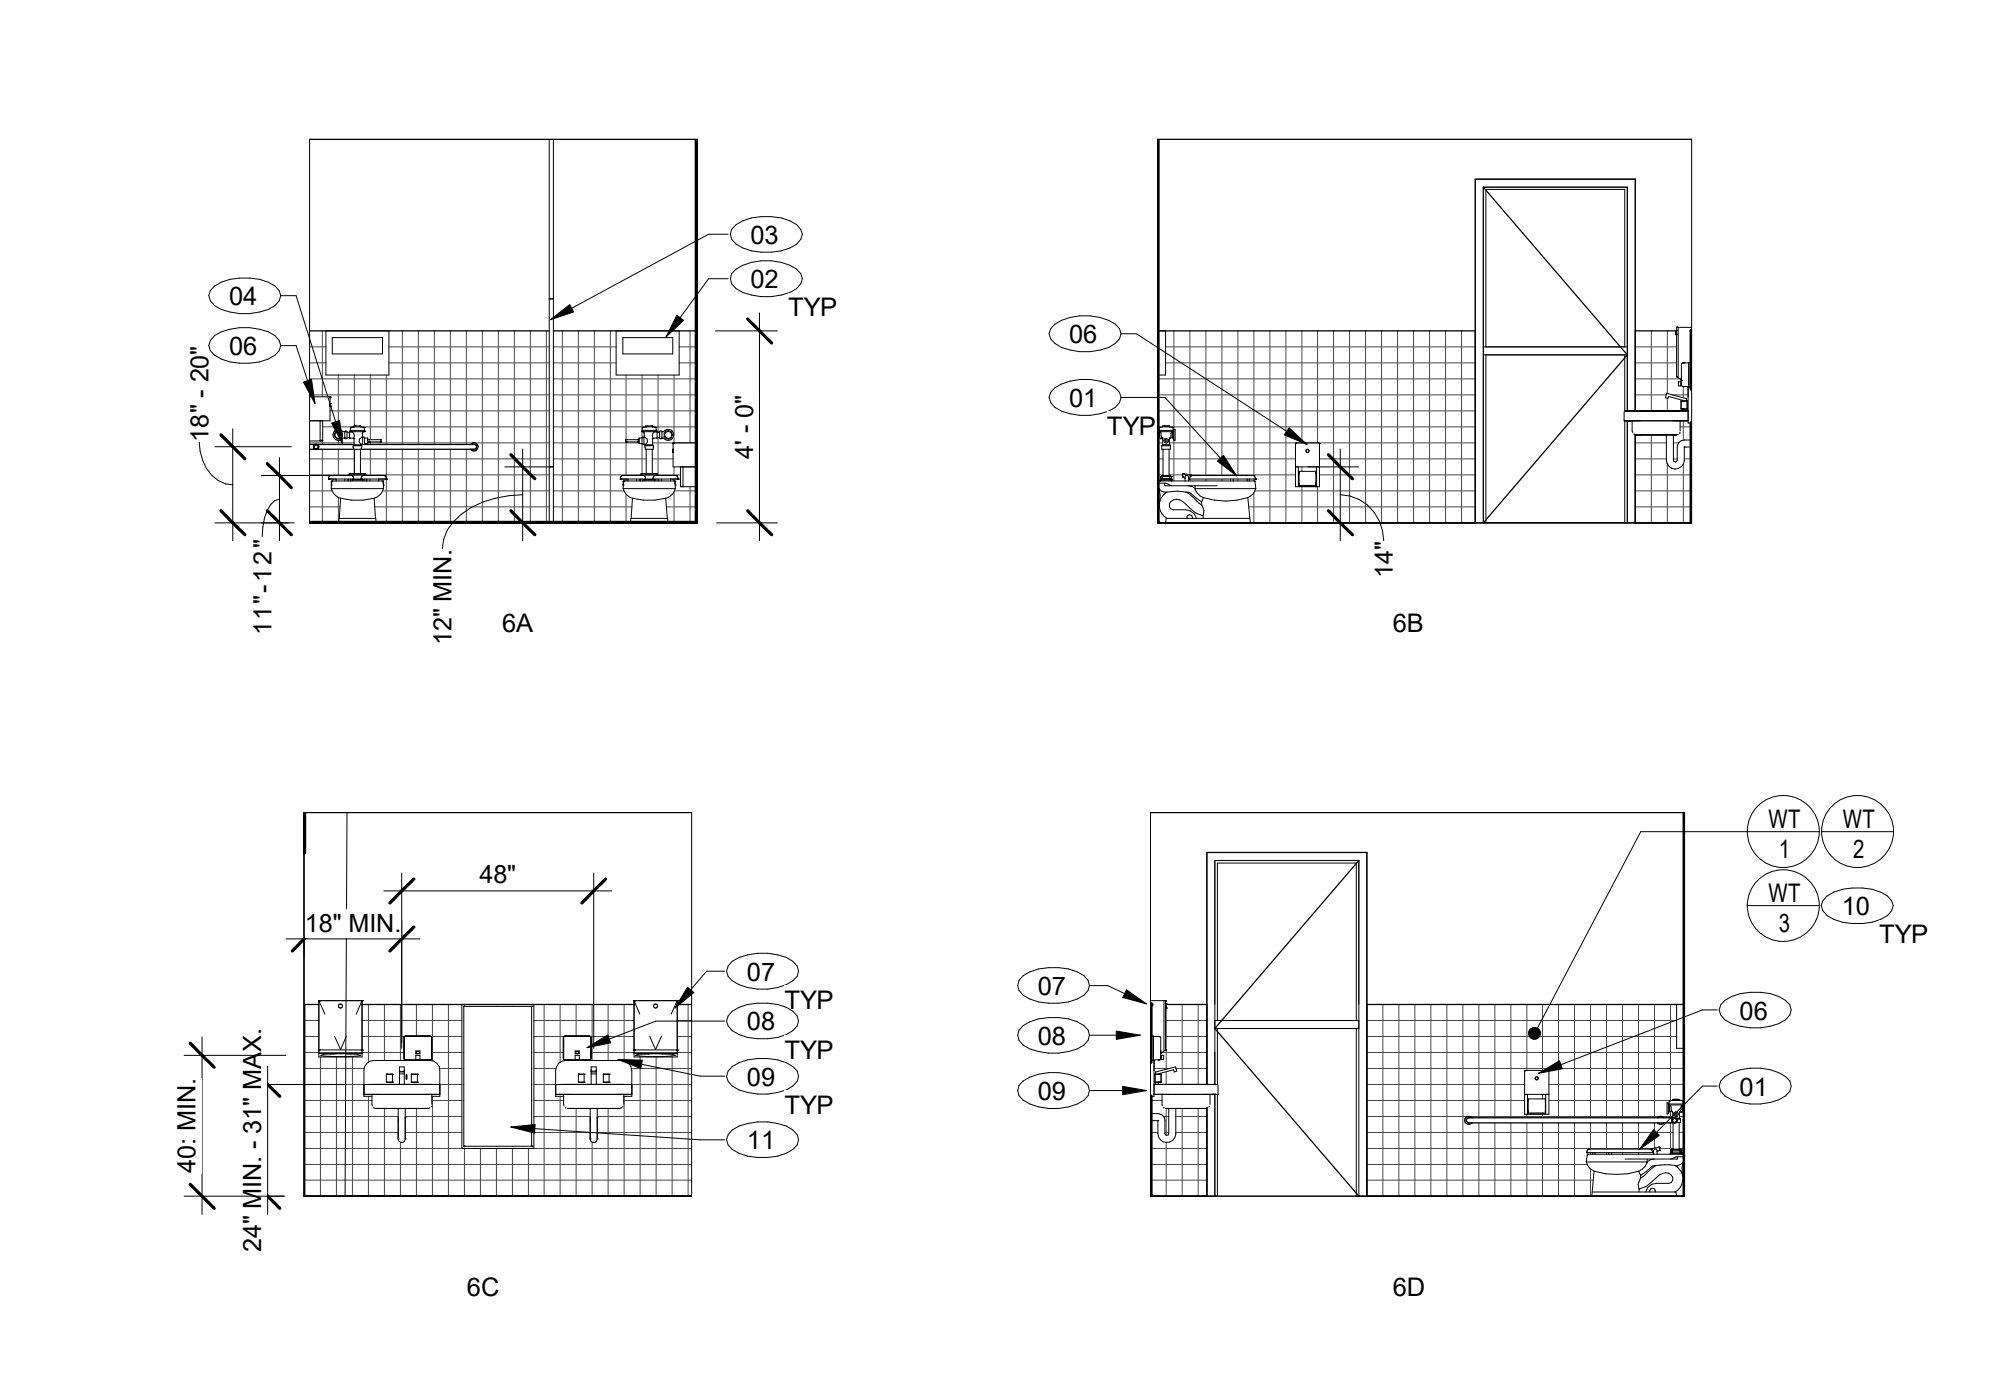 03
02
TYP
04
06
18" - 20"
11"- 12"
12" MIN.
4' - 0"
6A
06
01
TYP
14"
6B
48"
18" MIN.
07
TYP
08
TYP
09
TYP
11
40: MIN.
24" MIN. - 31" MAX.
6C
WT
1
WT
2
WT
3
10
TYP
07
08
09
06
01
6D